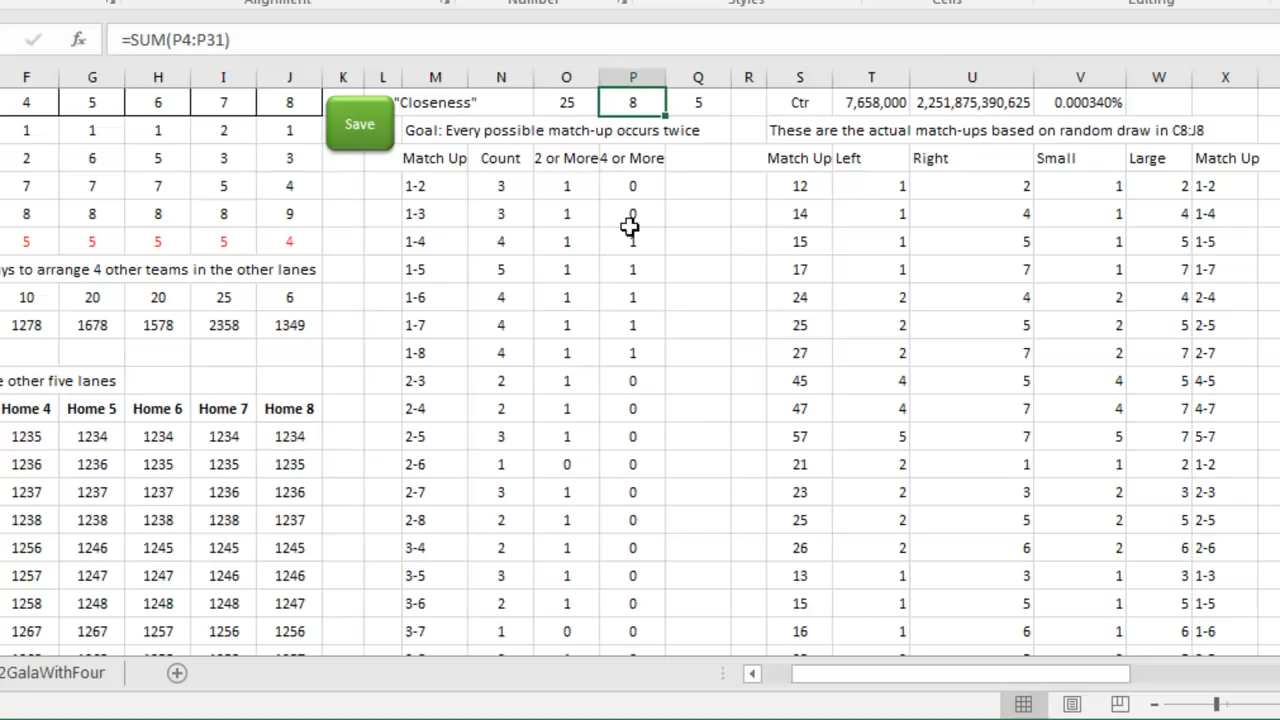 Alignment Number Styles Cells Editing
fx =SUM(P4:P31)
F G H I J K L M N O P Q R S T U V W X
4 5 6 7 8 "Closeness" 25 8 5 Ctr 7,658,000 2,251,875,390,625 0.000340%
Save
1 1 1 2 1 Goal: Every possible match-up occurs twice These are the actual match-ups based on random draw in C8:J8
2 6 5 3 3 Match Up Count 2 or More 4 or More Match Up Left Right Small Large Match Up
7 7 7 5 4 1-2 3 1 0 12 1 2 1 2 1-2
8 8 8 8 9 1-3 3 1 0 14 1 4 1 4 1-4
5 5 5 5 4 1-4 4 1 1 15 1 5 1 5 1-5
ys to arrange 4 other teams in the other lanes 1-5 5 1 1 17 1 7 1 7 1-7
10 20 20 25 6 1-6 4 1 1 24 2 4 2 4 2-4
1278 1678 1578 2358 1349 1-7 4 1 1 25 2 5 2 5 2-5
1-8 4 1 1 27 2 7 2 7 2-7
e other five lanes 2-3 2 1 0 45 4 5 4 5 4-5
Home 4 Home 5 Home 6 Home 7 Home 8 2-4 2 1 0 47 4 7 4 7 4-7
1235 1234 1234 1234 1234 2-5 3 1 0 57 5 7 5 7 5-7
1236 1236 1235 1235 1235 2-6 1 0 0 21 2 1 1 2 1-2
1237 1237 1237 1236 1236 2-7 3 1 0 23 2 3 2 3 2-3
1238 1238 1238 1238 1237 2-8 2 1 0 25 2 5 2 5 2-5
1256 1246 1245 1245 1245 3-4 2 1 0 26 2 6 2 6 2-6
1257 1247 1247 1246 1246 3-5 3 1 0 13 1 3 1 3 1-3
1258 1248 1248 1248 1247 3-6 2 1 0 15 1 5 1 5 1-5
1267 1267 1257 1256 1256 3-7 1 0 0 16 1 6 1 6 1-6
2GalaWithFour